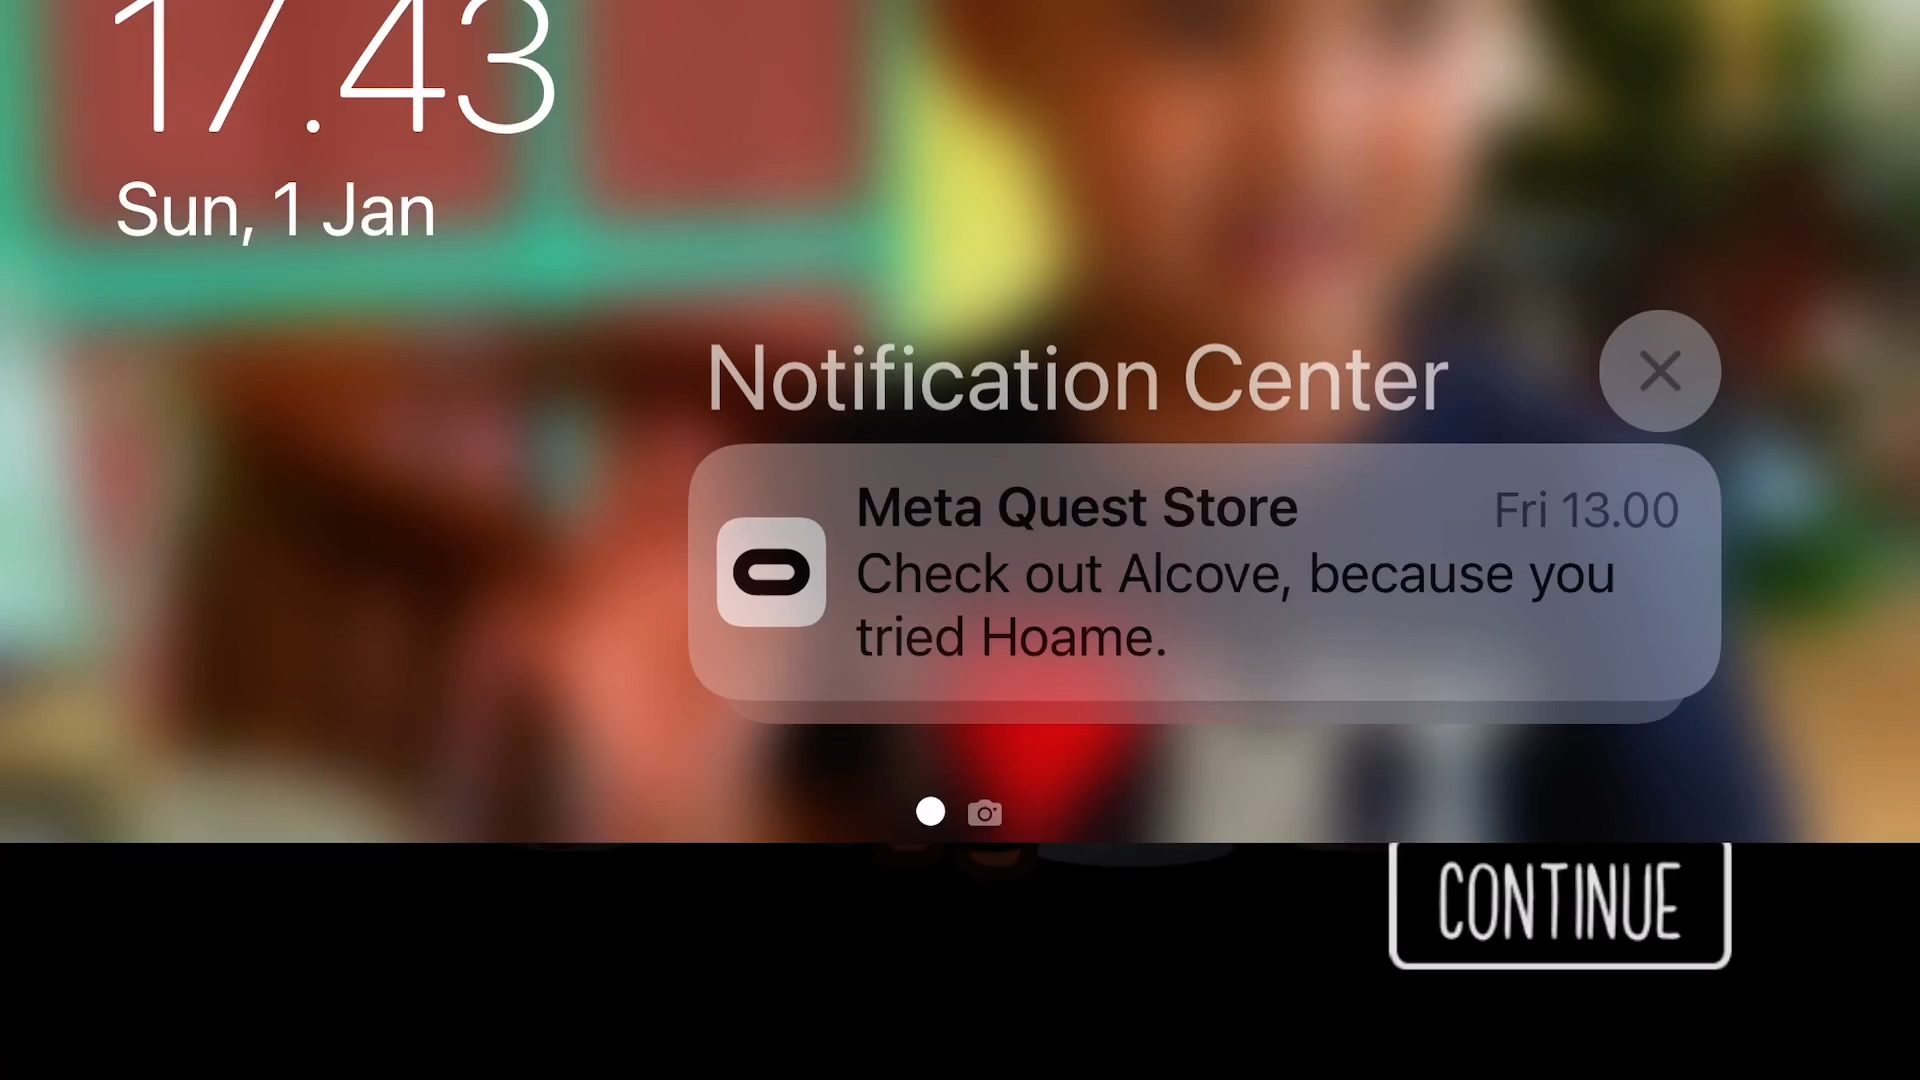 17.43
Sun, 1 Jan
Notification Center
Meta Quest Store
Fri 13.00
Check out Alcove, because you
tried Hoame.
CONTINUE